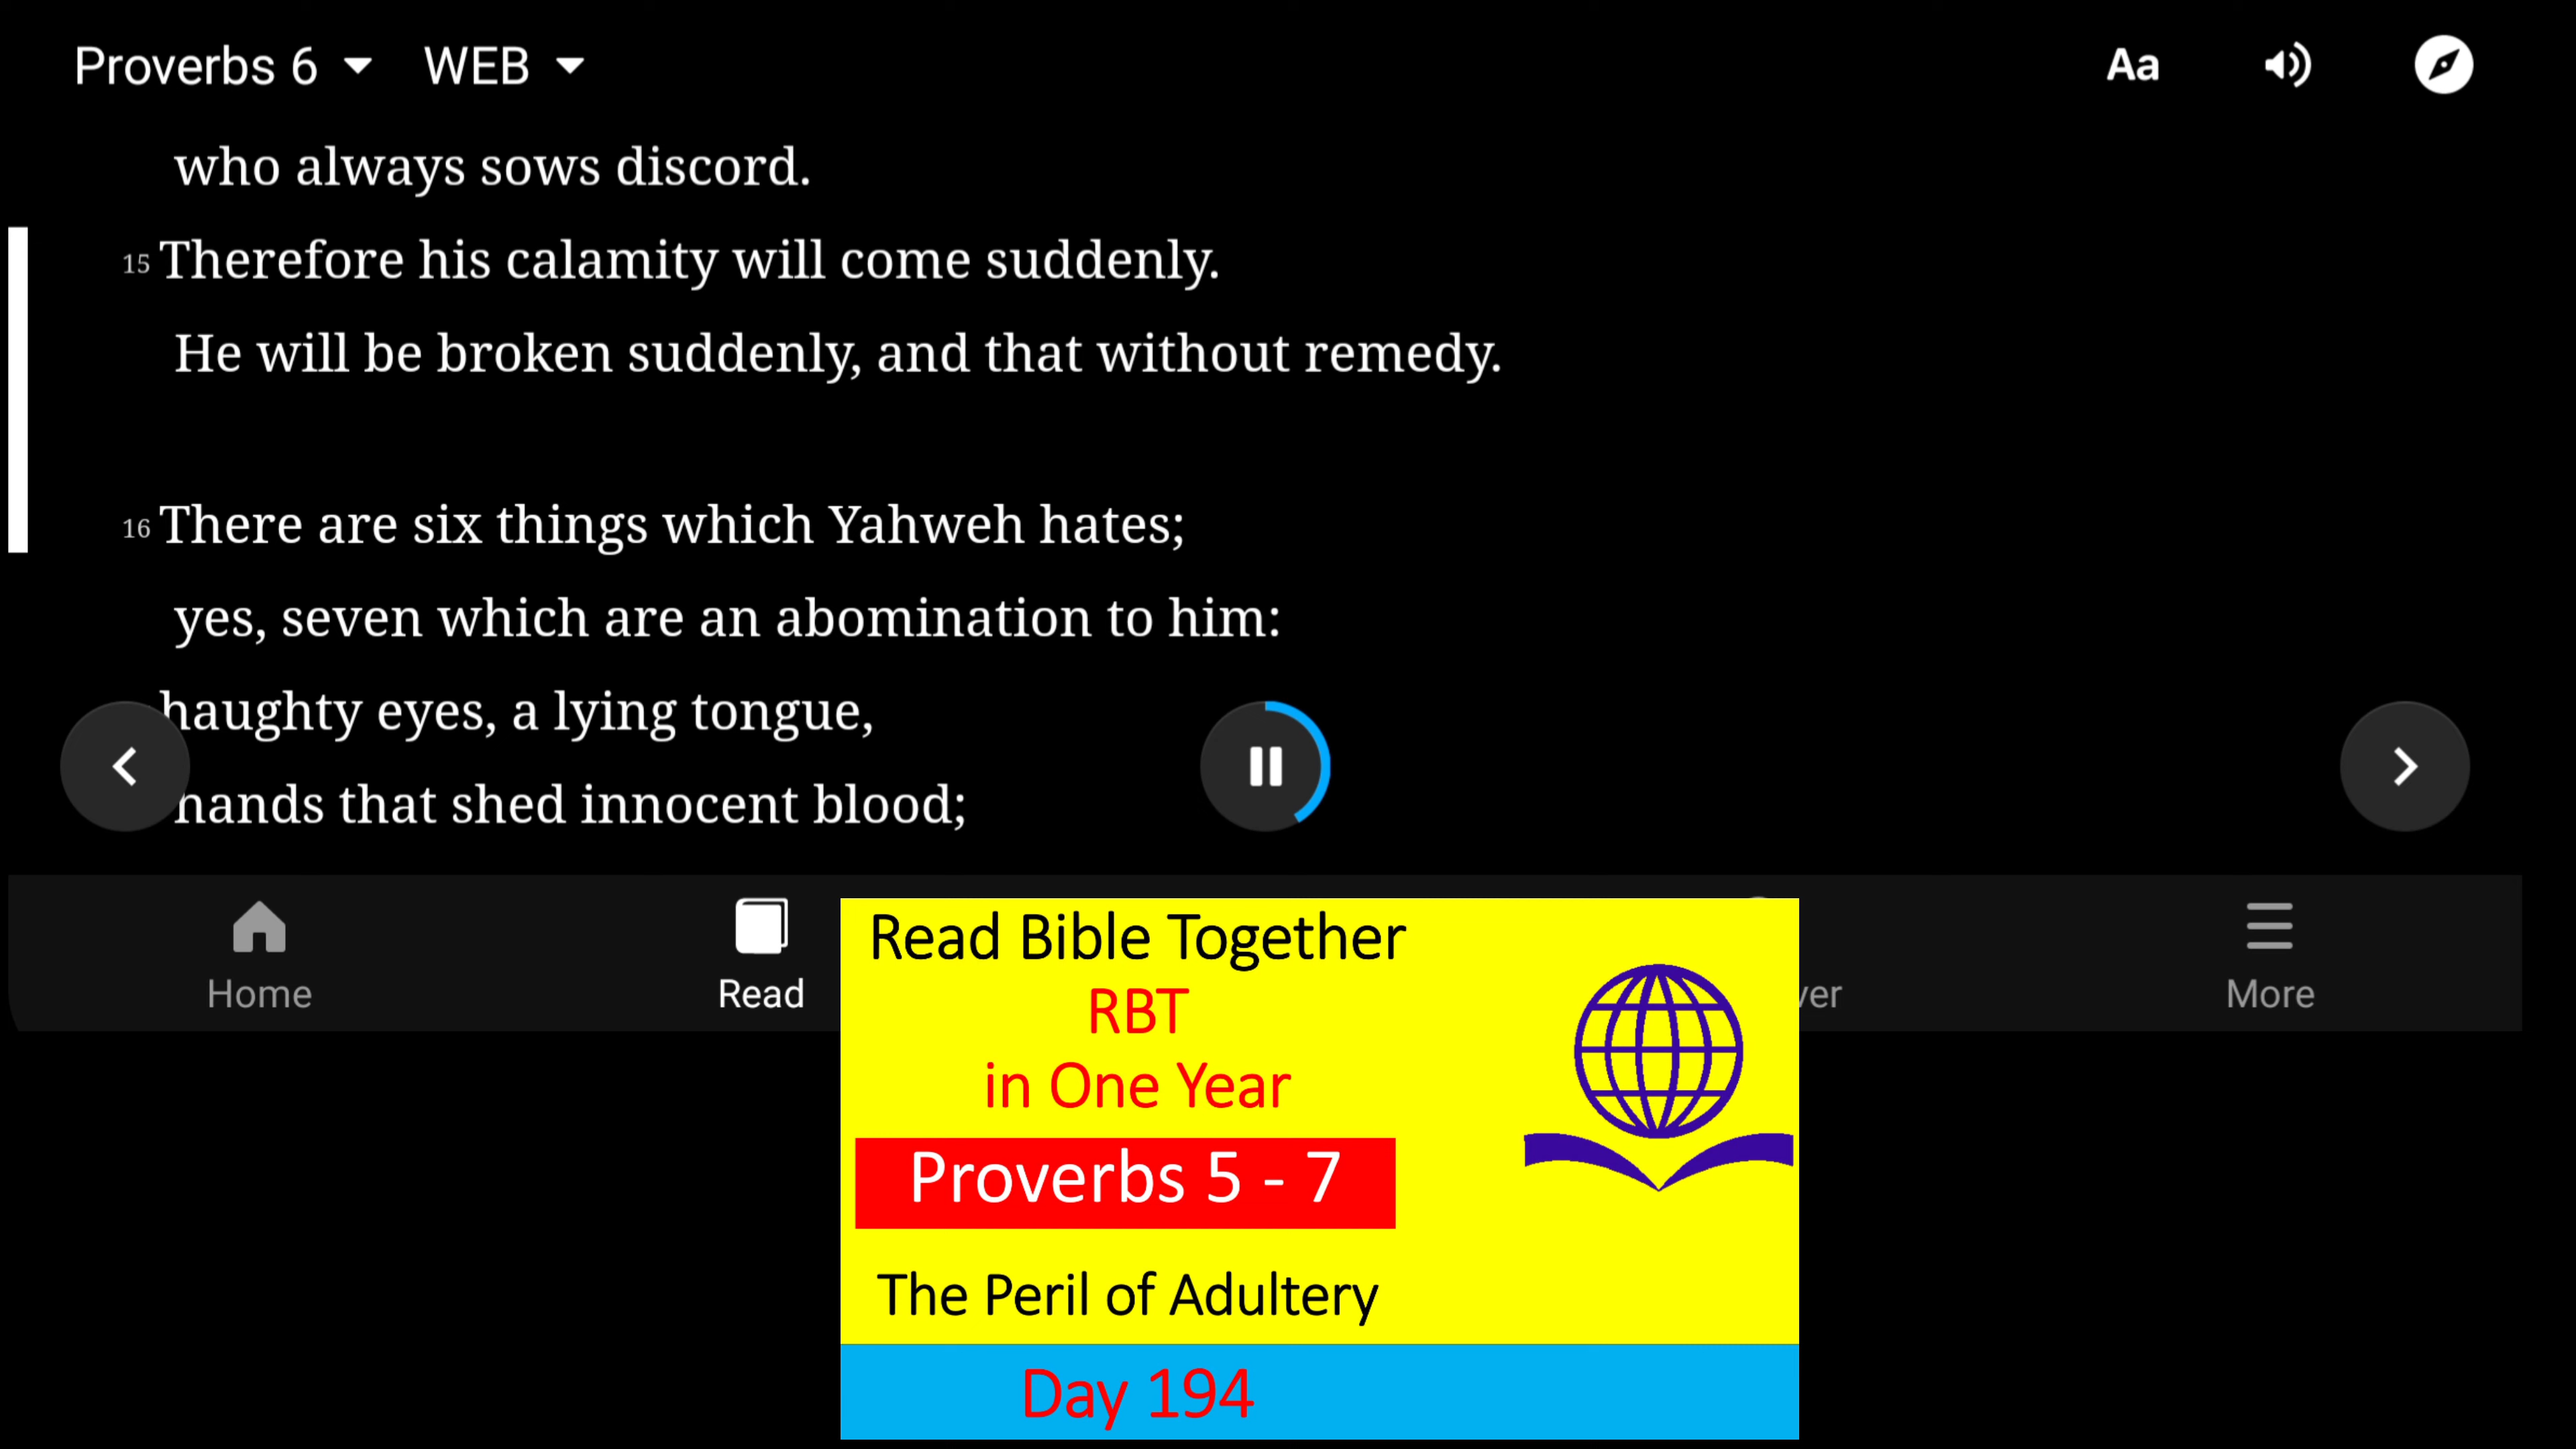 Proverbs 6 WEB Aa
who always sows discord.
15 Therefore his calamity will come suddenly.
He will be broken suddenly, and that without remedy.
16 There are six things which Yahweh hates;
yes, seven which are an abomination to him:
haughty eyes, a lying tongue,
hands that shed innocent blood;
Home Read ver More
Read Bible Together
RBT
in One Year
Proverbs 5 - 7
The Peril of Adultery
Day 194